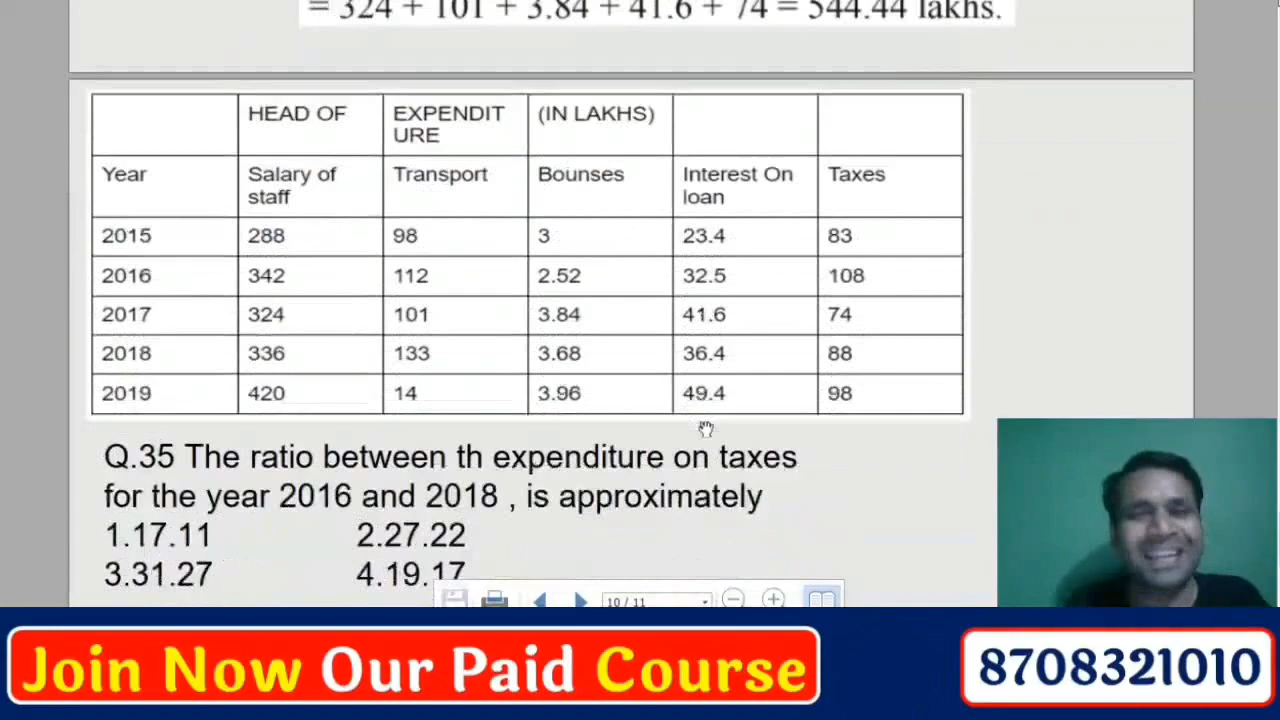 = 324 + 101 + 3.84 + 41.6 + 74 = 544.44 lakhs.
HEAD OF EXPENDIT URE (IN LAKHS)
Year Salary of staff Transport Bounses Interest On loan Taxes
2015 288 98 3 23.4 83
2016 342 112 2.52 32.5 108
2017 324 101 3.84 41.6 74
2018 336 133 3.68 36.4 88
2019 420 14 3.96 49.4 98
Q.35 The ratio between th expenditure on taxes
for the year 2016 and 2018 , is approximately
1.17.11 2.27.22
3.31.27 4.19.17
10 / 11
Join Now Our Paid Course
8708321010